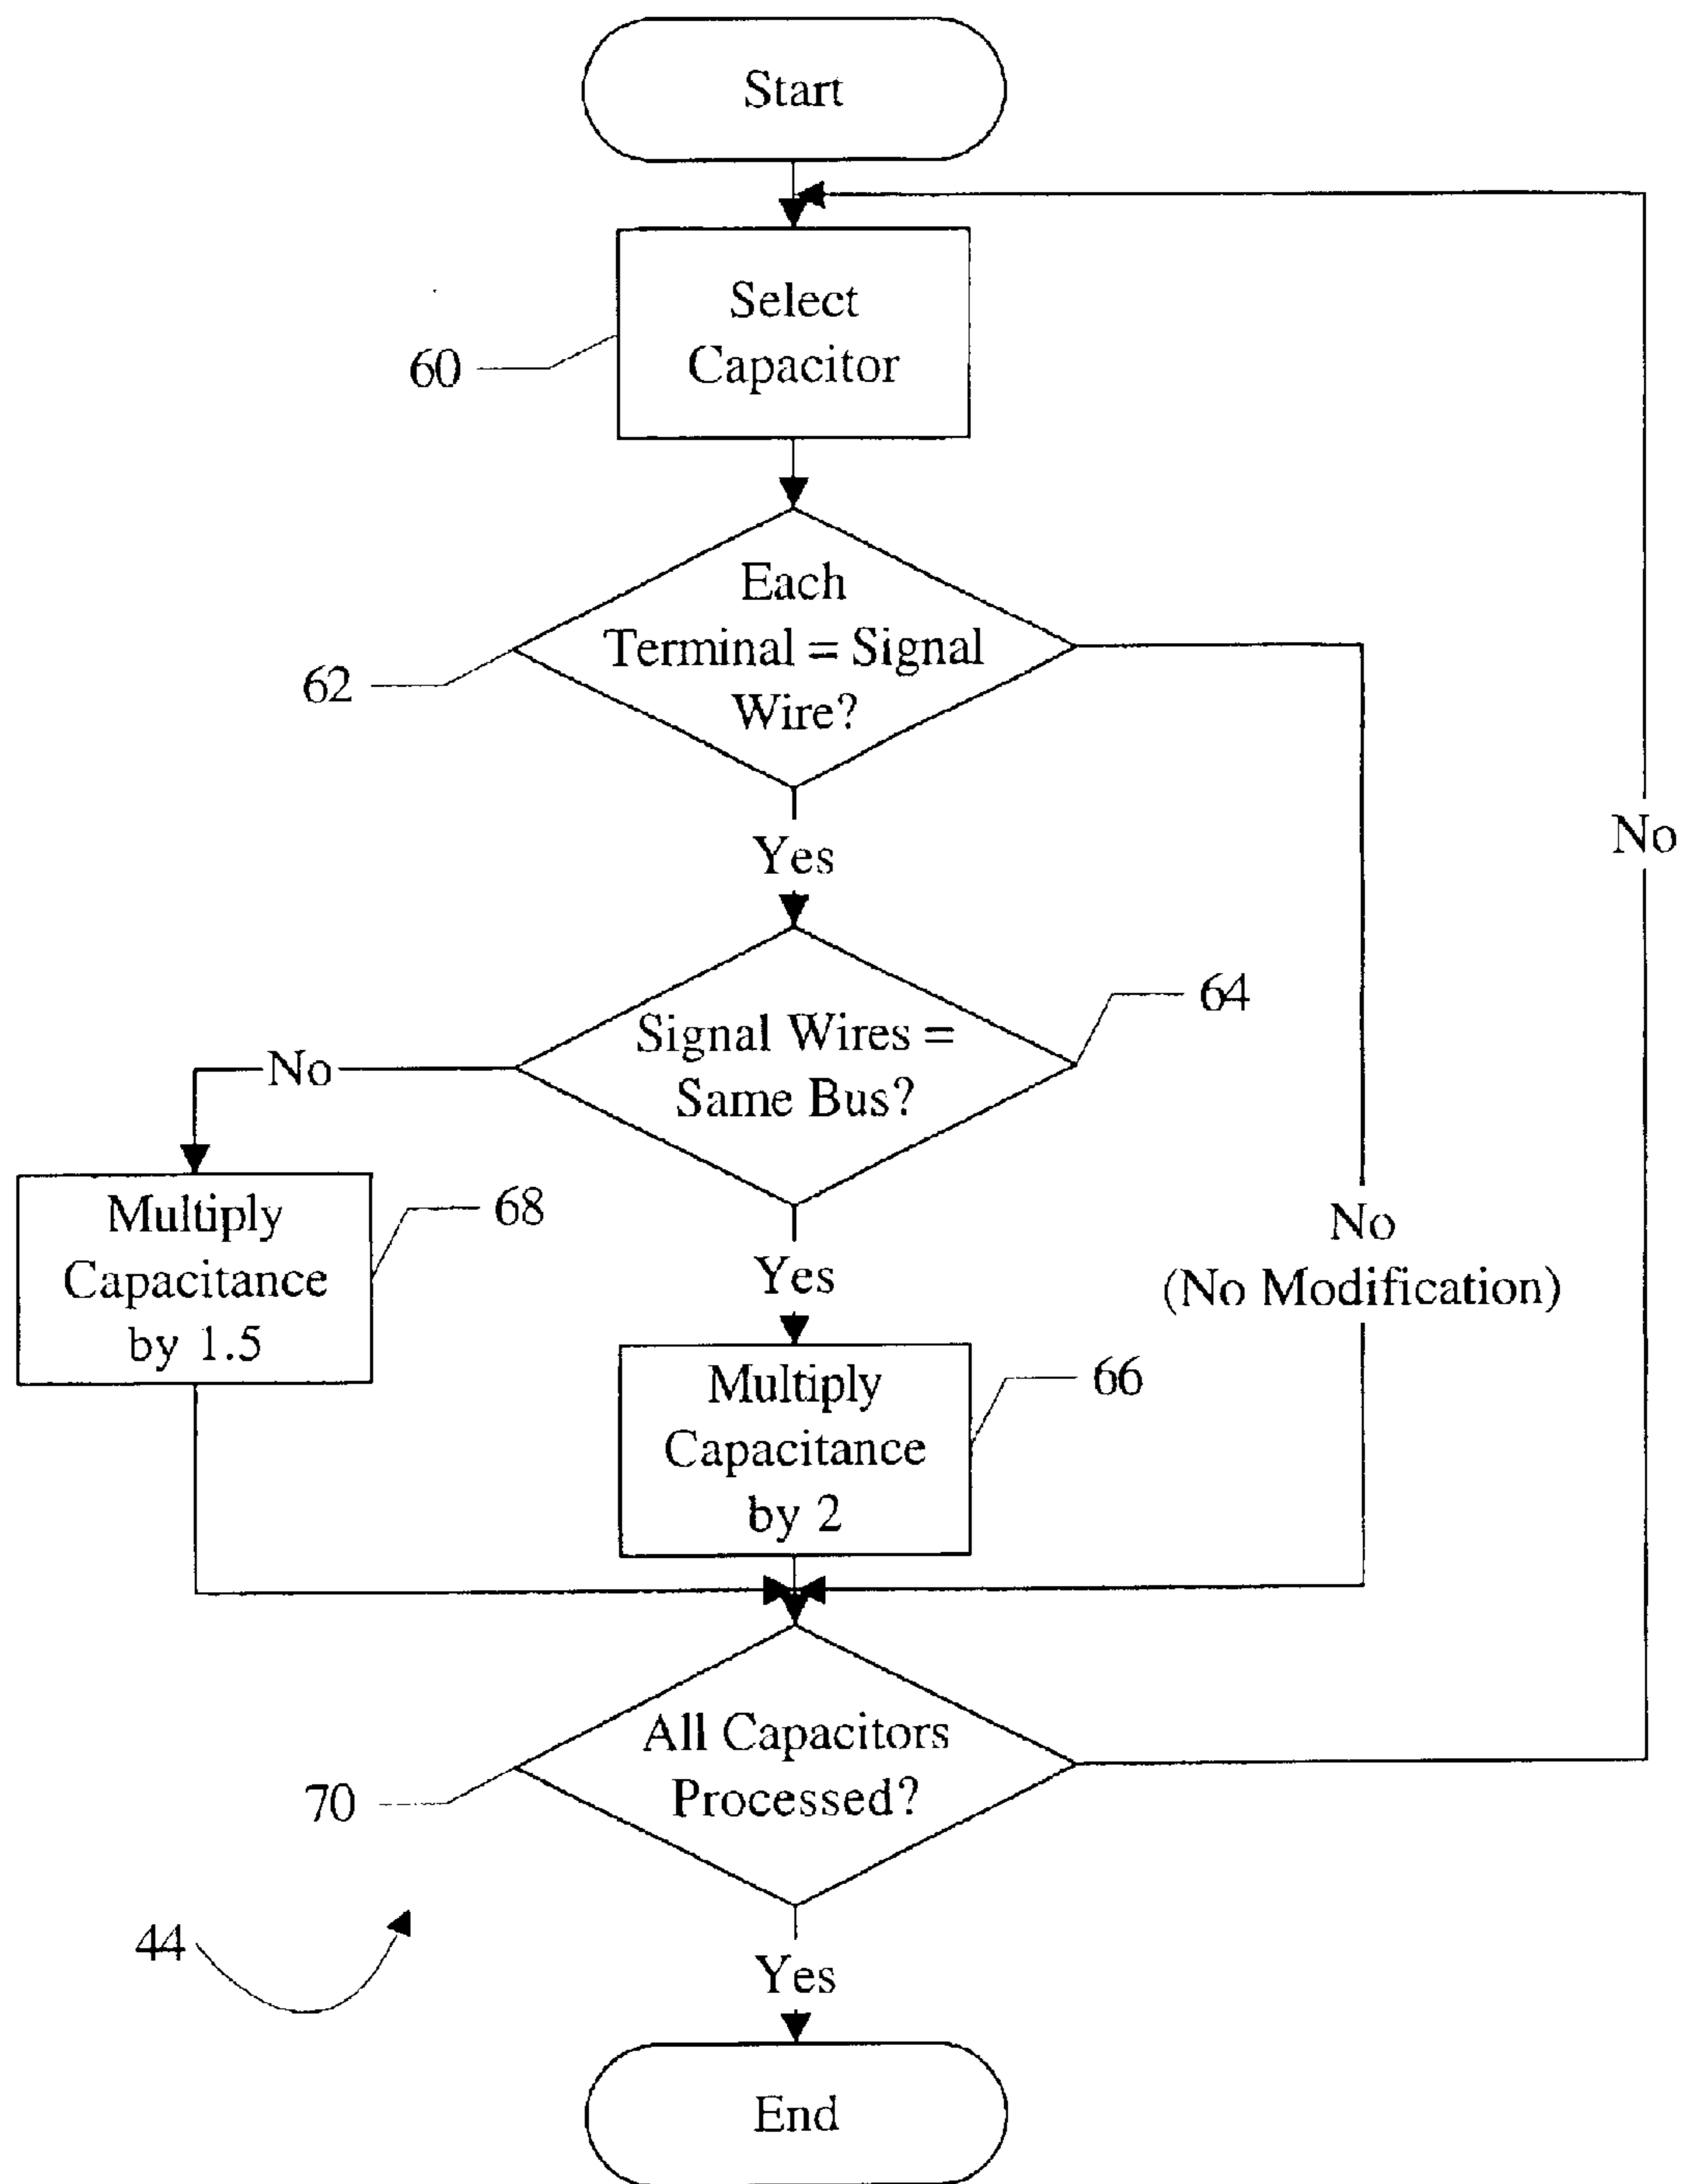 Start
Select
Capacitor
60
Each
Terminal = Signal
Wire?
62
Yes
No
Signal Wires =
Same Bus?
64
No
Multiply
Capacitance
by 1.5
68
Yes
No
(No Modification)
Multiply
Capacitance
by 2
66
All Capacitors
Processed?
70
44
Yes
End